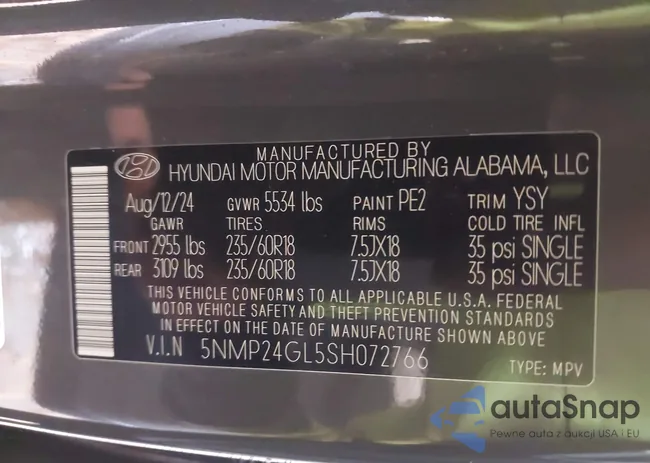 MANUFACTURED BY
HYUNDAI MOTOR MANUFACTURING ALABAMA, LLC
Aug/12/24 GVWR 5534 lbs PAINT PE2 TRIM YSY
GAWR TIRES RIMS COLD TIRE INFL
FRONT 2955 lbs 235/60R18 7.5JX18 35 psi SINGLE
REAR 3109 lbs 235/60R18 7.5JX18 35 psi SINGLE
THIS VEHICLE CONFORMS TO ALL APPLICABLE U.S.A. FEDERAL
MOTOR VEHICLE SAFETY AND THEFT PREVENTION STANDARDS
IN EFFECT ON THE DATE OF MANUFACTURE SHOWN ABOVE
V.I.N 5NMP24GL5SH072766 TYPE: MPV
autaSnap
Pewne auta z aukcji USA i EU